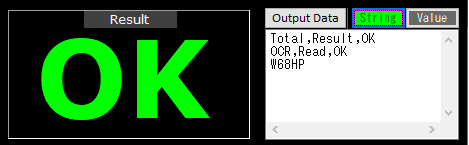 Result
OK
Output Data String Value
Total,Result,OK
OCR,Read,OK
W68HP